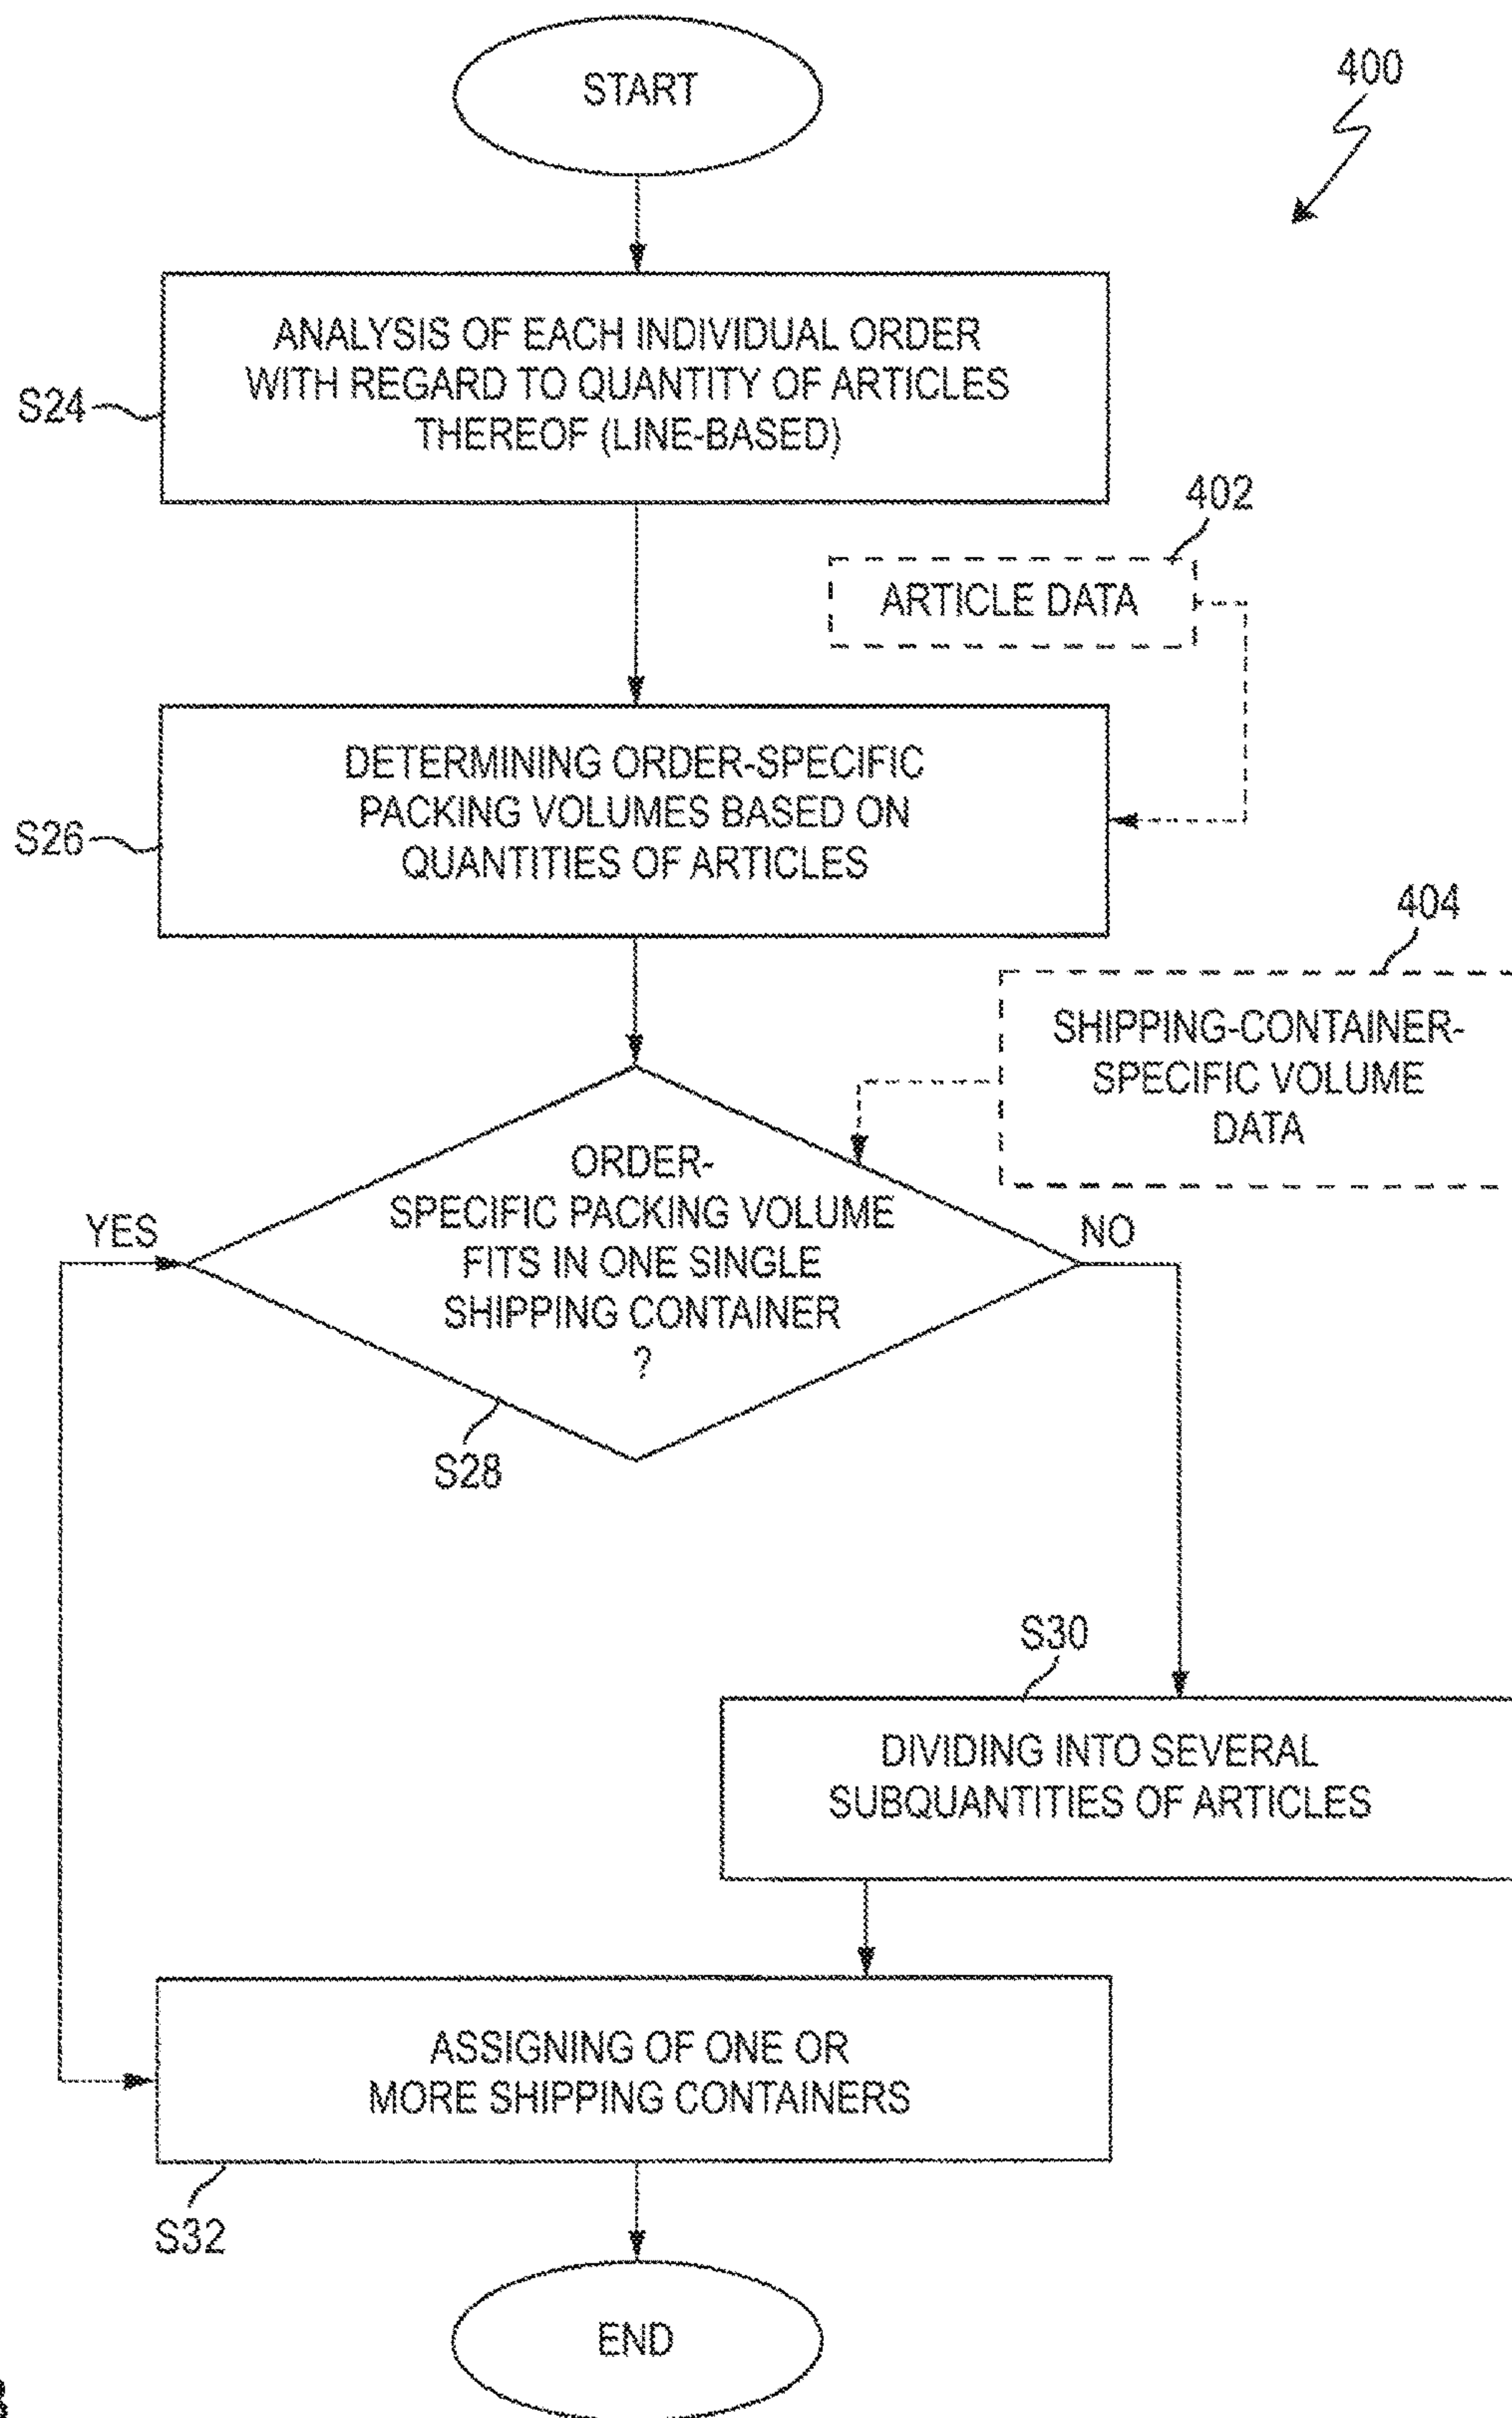 START
400
ANALYSIS OF EACH INDIVIDUAL ORDER
WITH REGARD TO QUANTITY OF ARTICLES
THEREOF (LINE-BASED)
S24
402
ARTICLE DATA
DETERMINING ORDER-SPECIFIC
PACKING VOLUMES BASED ON
QUANTITIES OF ARTICLES
S26
404
SHIPPING-CONTAINER-
SPECIFIC VOLUME
DATA
ORDER-
SPECIFIC PACKING VOLUME
FITS IN ONE SINGLE
SHIPPING CONTAINER
?
YES
NO
S28
S30
DIVIDING INTO SEVERAL
SUBQUANTITIES OF ARTICLES
ASSIGNING OF ONE OR
MORE SHIPPING CONTAINERS
S32
END